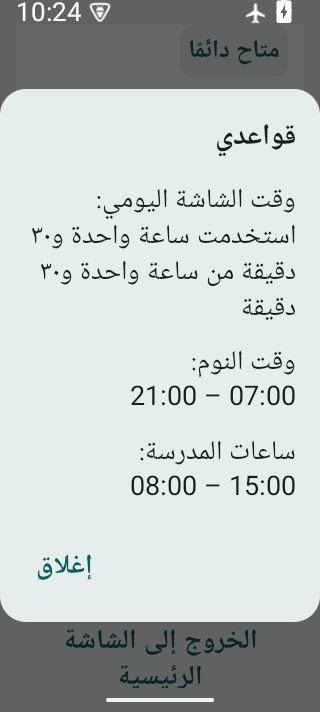 10:24
متاح دائمًا
قواعدي
وقت الشاشة اليومي:
استخدمت ساعة واحدة و٣٠
دقيقة من ساعة واحدة و٣٠
دقيقة
وقت النوم:
21:00 – 07:00
ساعات المدرسة:
08:00 – 15:00
إغلاق
الخروج إلى الشاشة
الرئيسية